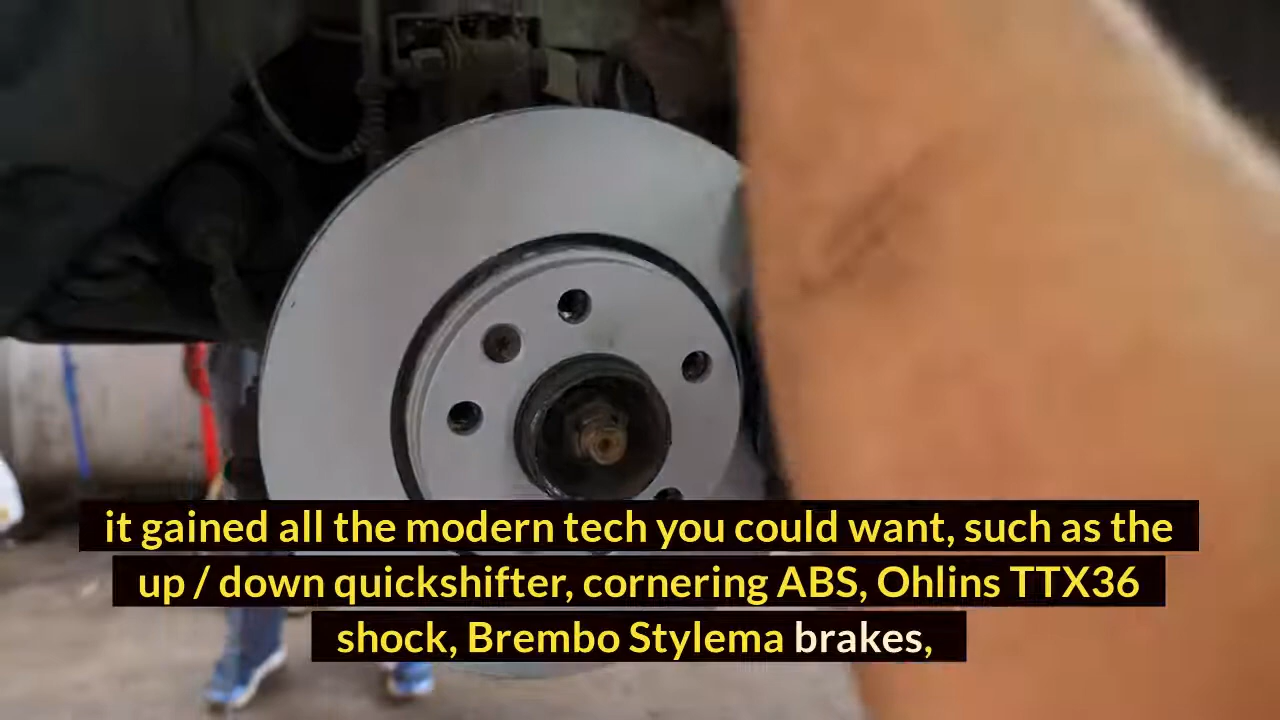 it gained all the modern tech you could want, such as the
up / down quickshifter, cornering ABS, Ohlins TTX36
shock, Brembo Stylema brakes,